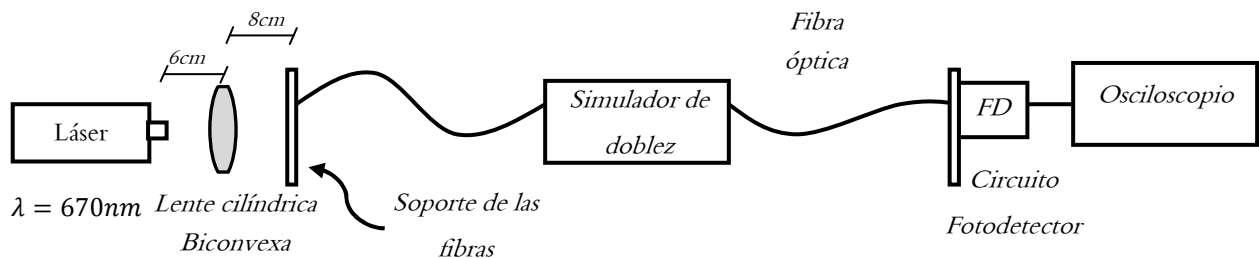 8cm
6cm
Láser
λ = 670nm
Lente cilíndrica
Biconvexa
Soporte de las
fibras
Simulador de
doblez
Fibra
óptica
FD
Circuito
Fotodetector
Osciloscopio